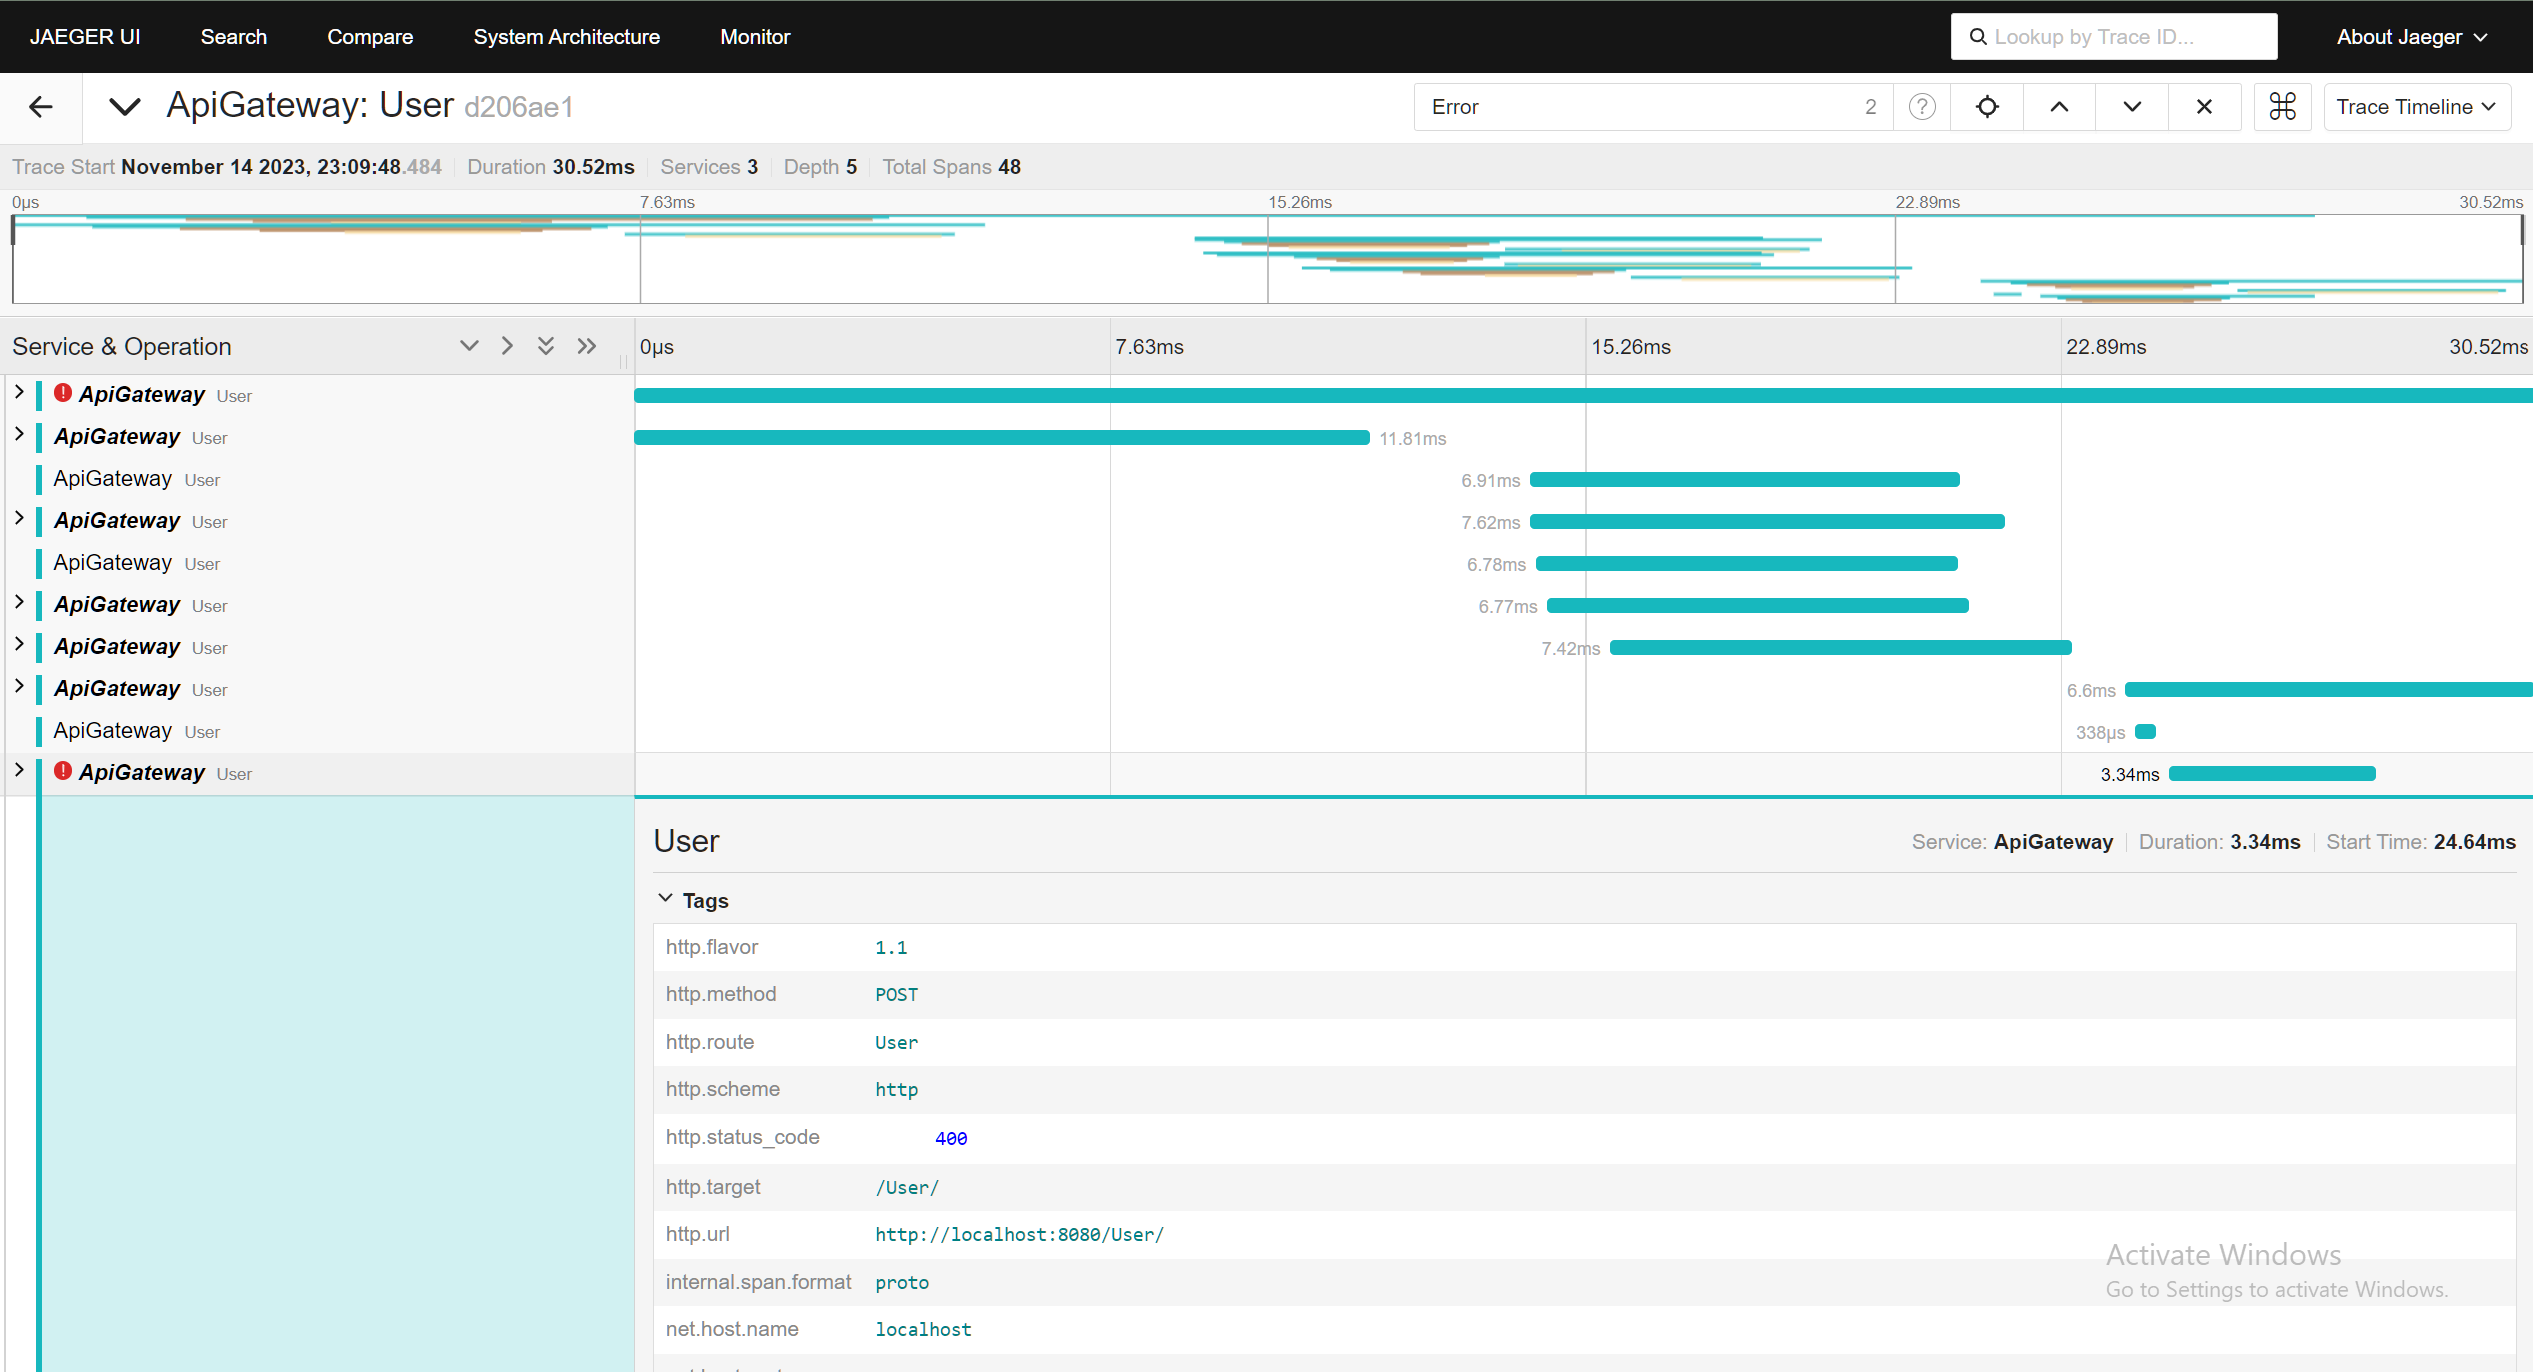 JAEGER UI Search Compare System Architecture Monitor Lookup by Trace ID... About Jaeger
ApiGateway: User d206ae1 Error 2 ? Trace Timeline
Trace Start November 14 2023, 23:09:48.484 Duration 30.52ms Services 3 Depth 5 Total Spans 48
0μs 7.63ms 15.26ms 22.89ms 30.52ms
Service & Operation 0μs 7.63ms 15.26ms 22.89ms 30.52ms
ApiGateway User
ApiGateway User 11.81ms
ApiGateway User 6.91ms
ApiGateway User 7.62ms
ApiGateway User 6.78ms
ApiGateway User 6.77ms
ApiGateway User 7.42ms
ApiGateway User 6.6ms
ApiGateway User 338μs
ApiGateway User 3.34ms
User Service: ApiGateway Duration: 3.34ms Start Time: 24.64ms
Tags
http.flavor 1.1
http.method POST
http.route User
http.scheme http
http.status_code 400
http.target /User/
http.url http://localhost:8080/User/
internal.span.format proto
net.host.name localhost
Activate Windows
Go to Settings to activate Windows.